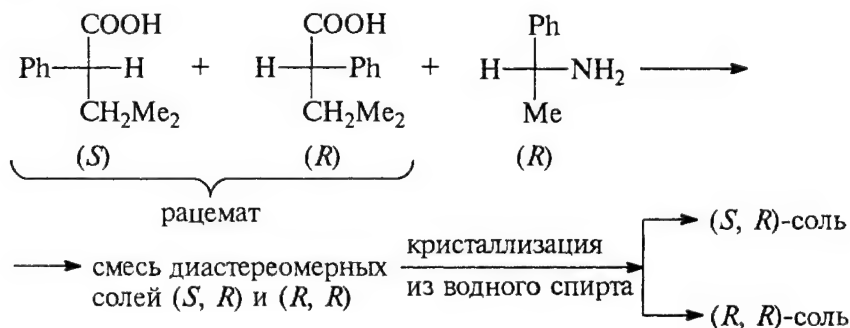 COOH COOH Ph
Ph H + H Ph + H NH₂
CH₂Me₂ CH₂Me₂ Me
(S) (R) (R)
рацемат
смесь диастереомерных
солей (S, R) и (R, R)
кристаллизация
из водного спирта
(S, R)-соль
(R, R)-соль